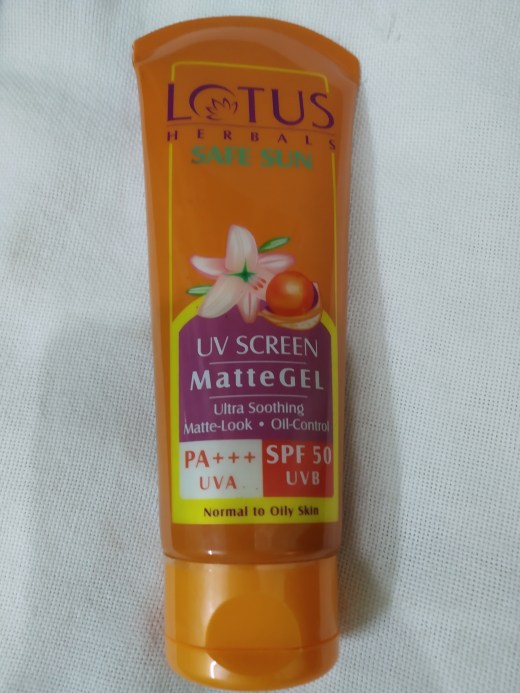 LOTUS
HERBALS
SAFE SUN
UV SCREEN
MatteGEL
Ultra Soothing
Matte-Look • Oil-Control
PA+++ SPF 50
UVA UVB
Normal to Oily Skin